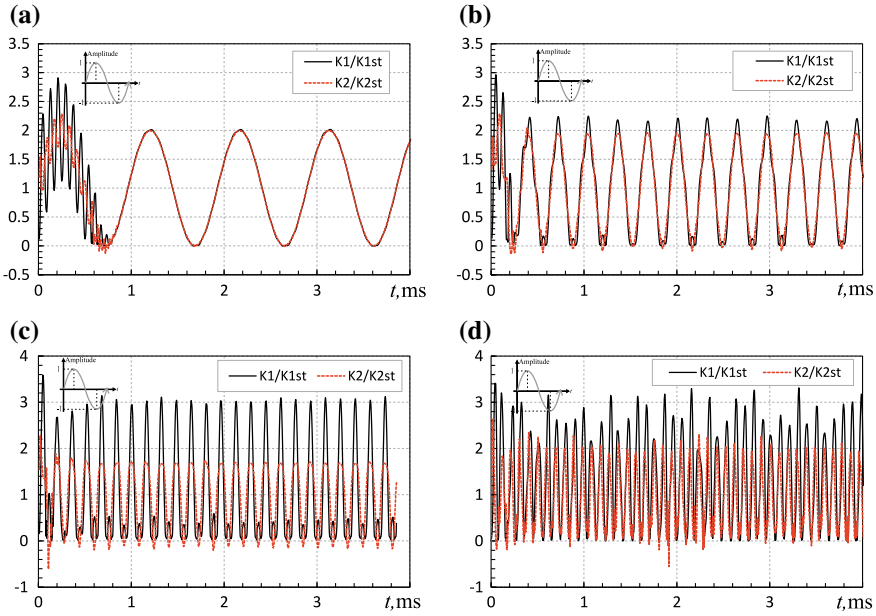 (a)
3.5
3
2.5
2
1.5
1
0.5
0
-0.5
0 1 2 3 t,ms
Amplitude
t
K1/K1st
K2/K2st
(b)
3.5
3
2.5
2
1.5
1
0.5
0
-0.5
0 1 2 3 t,ms
Amplitude
t
K1/K1st
K2/K2st
(c)
4
3
2
1
0
-1
0 1 2 3 t,ms
Amplitude
t
K1/K1st K2/K2st
(d)
4
3
2
1
0
-1
0 1 2 3 t,ms
Amplitude
t
K1/K1st K2/K2st